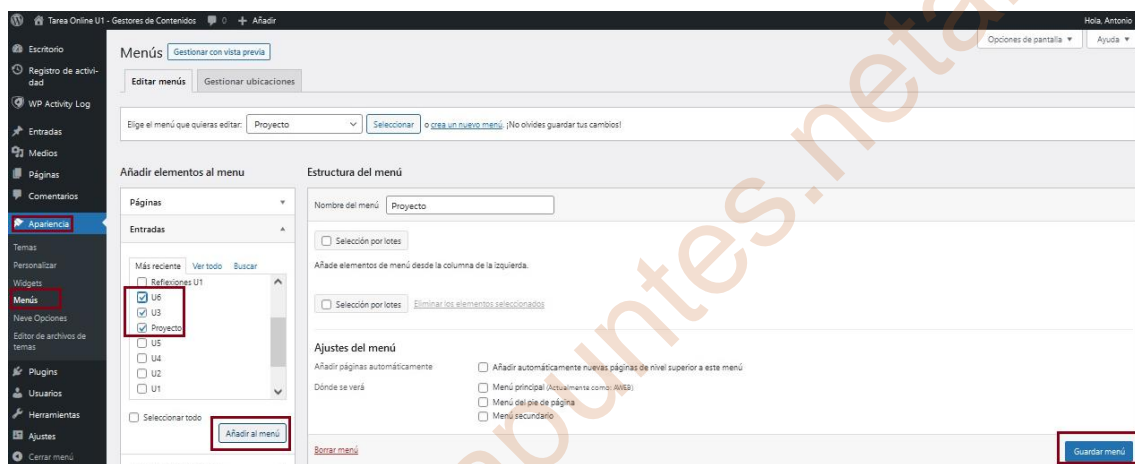 Tarea Online U1 - Gestores de Contenidos 0 + Añadir
Hola, Antonio
Escritorio
Registro de activi-
dad
WP Activity Log
Entradas
Medios
Páginas
Comentarios
Apariencia
Temas
Personalizar
Widgets
Menús
Neve Opciones
Editor de archivos de
temas
Plugins
Usuarios
Herramientas
Ajustes
Cerrar menú
Opciones de pantalla
Ayuda
Menús
Gestionar con vista previa
Editar menús
Gestionar ubicaciones
Elige el menú que quieras editar: Proyecto Seleccionar o crea un nuevo menú. ¡No olvides guardar tus cambios!
Añadir elementos al menu
Páginas
Entradas
Más reciente Ver todo Buscar
Reflexiones U1
U6
U3
Proyecto
U5
U4
U2
U1
Seleccionar todo
Añadir al menú
Estructura del menú
Nombre del menú Proyecto
Selección por lotes
Añade elementos de menú desde la columna de la izquierda.
Selección por lotes Eliminar los elementos seleccionados
Ajustes del menú
Añadir páginas automáticamente Añadir automáticamente nuevas páginas de nivel superior a este menú
Dónde se verá Menú principal (Actualmente como: AWEB)
Menú del pie de página
Menú secundario
Borrar menú
Guardar menú